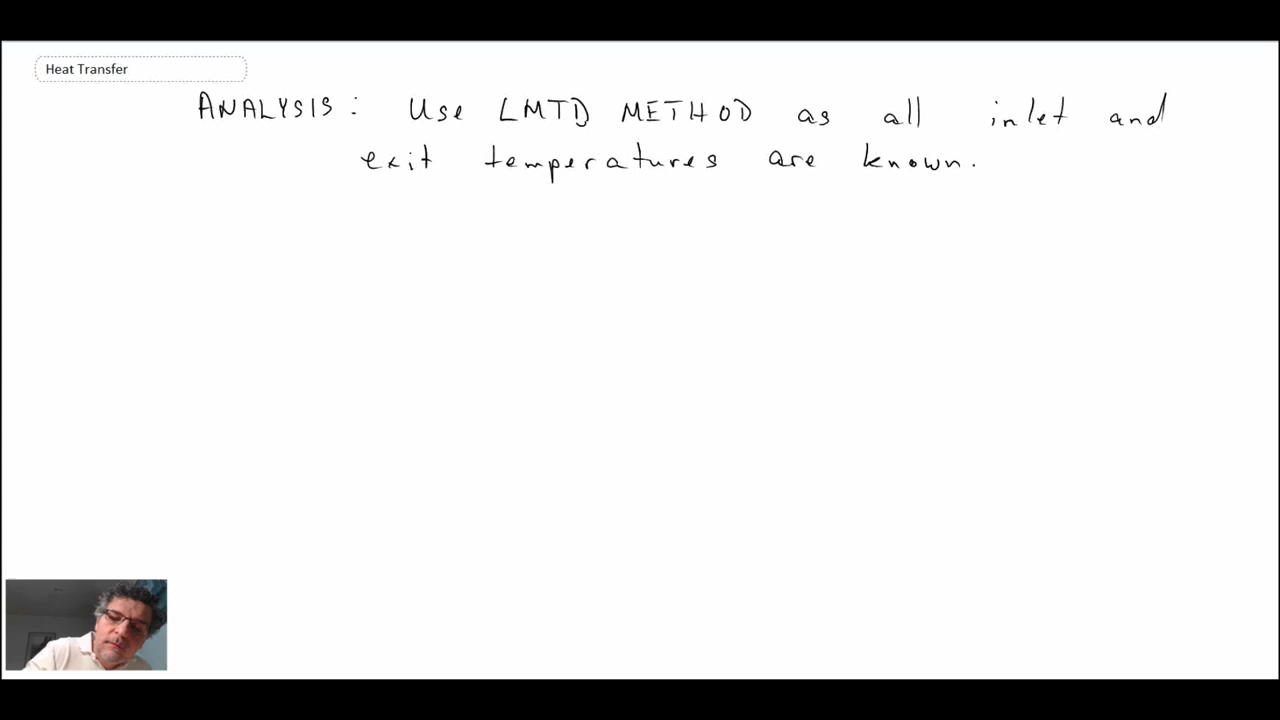 Heat Transfer
ANALYSIS: Use LMTD METHOD as all inlet and
exit temperatures are known.